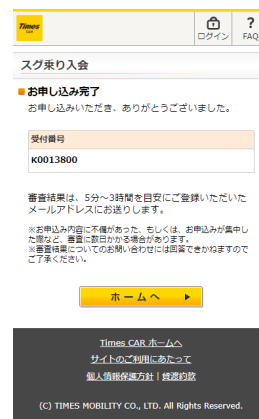 Times
CAR
ログイン
?
FAQ
スグ乗り入会
お申し込み完了
お申し込みいただき、ありがとうございました。
受付番号
K0013800
審査結果は、5分~3時間を目安にご登録いただいた
メールアドレスにお送りします。
※お申込み内容に不備があった、もしくは、お申込みが集中し
た際など、審査に数日かかる場合があります。
※審査結果についてのお問い合わせには回答できかねますので
ご了承ください。
ホームへ
Times CAR ホームへ
サイトのご利用にあたって
個人情報保護方針 | 貸渡約款
(C) TIMES MOBILITY CO., LTD. All Rights Reserved.